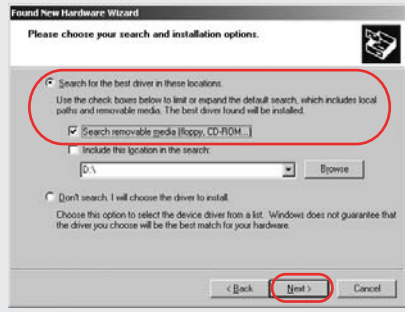 Found New Hardware Wizard
Please choose your search and installation options.
Search for the best driver in these locations.
Use the check boxes below to limit or expand the default search, which includes local
paths and removable media. The best driver found will be installed.
Search removable media (floppy, CD-ROM...)
Include this location in the search:
D:\
Browse
Don't search. I will choose the driver to install.
Choose this option to select the device driver from a list. Windows does not guarantee that
the driver you choose will be the best match for your hardware.
< Back Next > Cancel